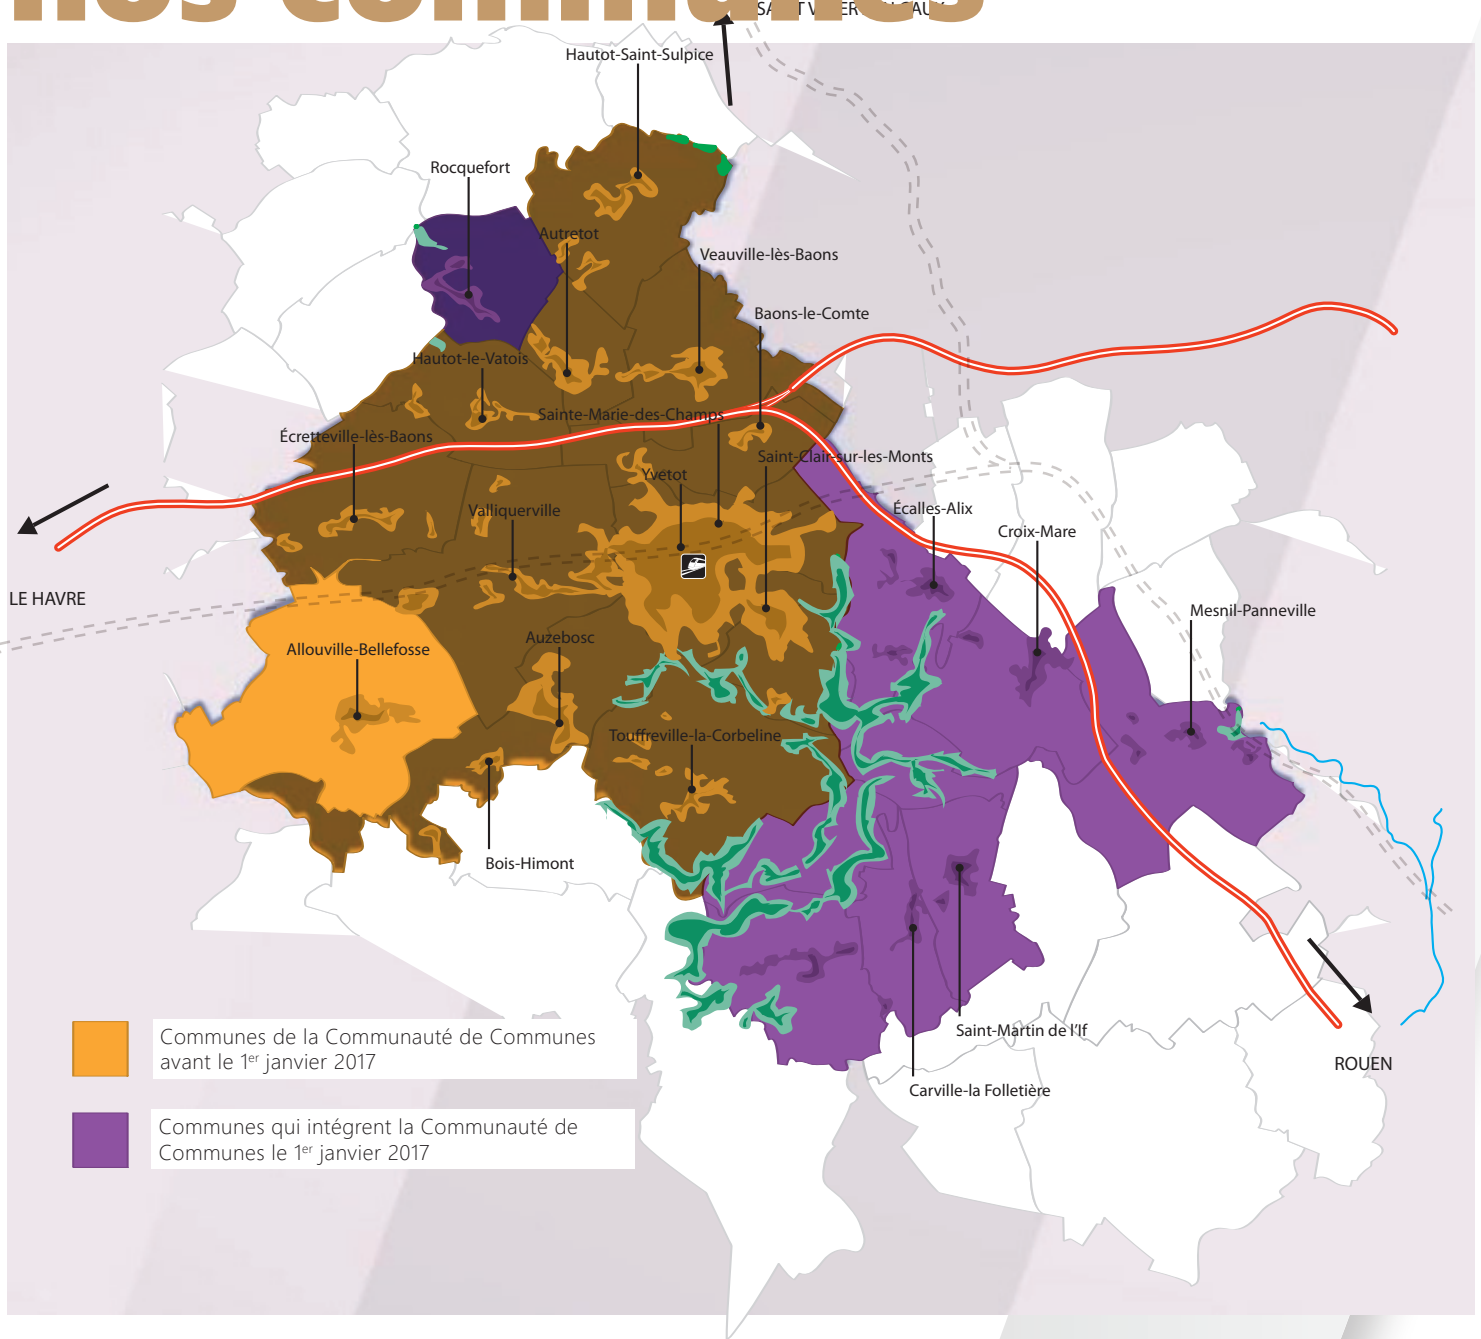 nos communes
Hautot-Saint-Sulpice
Rocquefort
Autretot
Veauville-lès-Baons
Baons-le-Comte
Hautot-le-Vatois
Sainte-Marie-des-Champs
Écretteville-lès-Baons
Saint-Clair-sur-les-Monts
Yvetot
Valliquerville
Écalles-Alix
Croix-Mare
LE HAVRE
Mesnil-Panneville
Auzebosc
Allouville-Bellefosse
Touffreville-la-Corbeline
Bois-Himont
Communes de la Communauté de Communes
avant le 1er janvier 2017
Saint-Martin de l'If
ROUEN
Carville-la Folletière
Communes qui intégrent la Communauté de
Communes le 1er janvier 2017